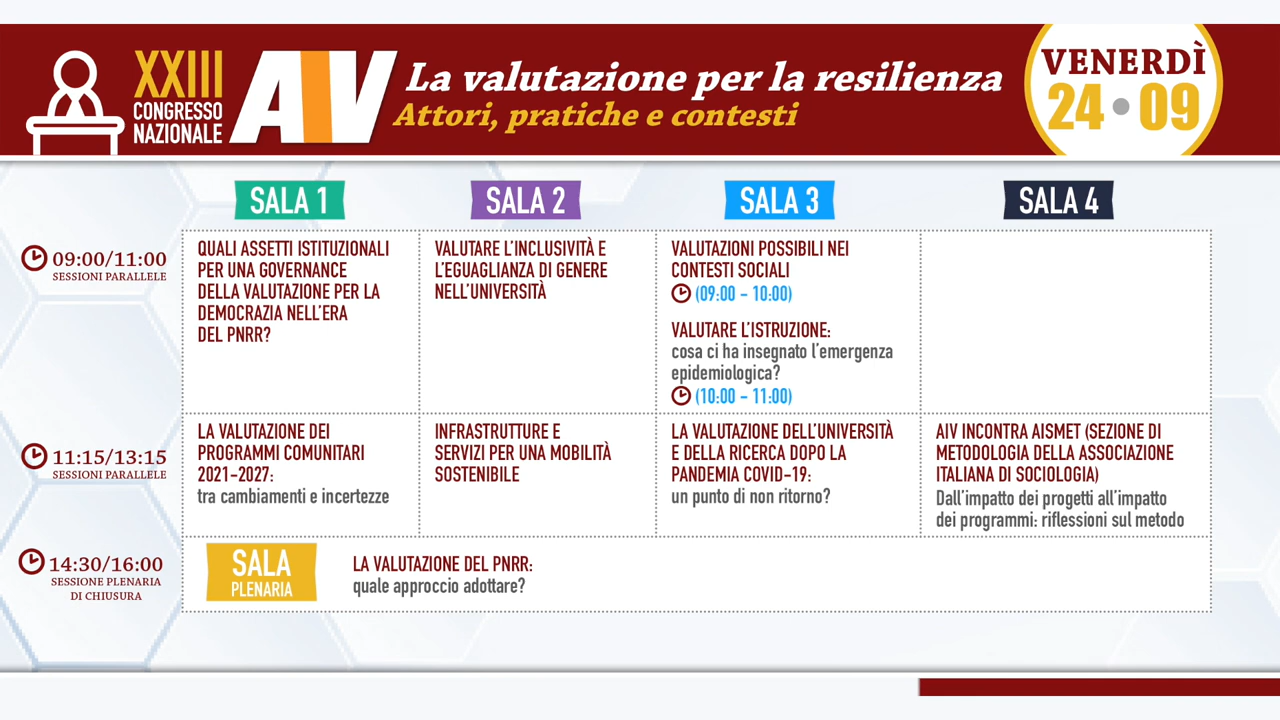 XXIII
CONGRESSO
NAZIONALE
AIV
La valutazione per la resilienza
Attori, pratiche e contesti
VENERDÌ
24 • 09
SALA 1
SALA 2
SALA 3
SALA 4
09:00/11:00
SESSIONI PARALLELE
QUALI ASSETTI ISTITUZIONALI
PER UNA GOVERNANCE
DELLA VALUTAZIONE PER LA
DEMOCRAZIA NELL'ERA
DEL PNRR?
VALUTARE L'INCLUSIVITÀ E
L'EGUAGLIANZA DI GENERE
NELL'UNIVERSITÀ
VALUTAZIONI POSSIBILI NEI
CONTESTI SOCIALI
(09:00 - 10:00)
VALUTARE L'ISTRUZIONE:
cosa ci ha insegnato l'emergenza
epidemiologica?
(10:00 - 11:00)
11:15/13:15
SESSIONI PARALLELE
LA VALUTAZIONE DEI
PROGRAMMI COMUNITARI
2021-2027:
tra cambiamenti e incertezze
INFRASTRUTTURE E
SERVIZI PER UNA MOBILITÀ
SOSTENIBILE
LA VALUTAZIONE DELL'UNIVERSITÀ
E DELLA RICERCA DOPO LA
PANDEMIA COVID-19:
un punto di non ritorno?
AIV INCONTRA AISMET (SEZIONE DI
METODOLOGIA DELLA ASSOCIAZIONE
ITALIANA DI SOCIOLOGIA)
Dall'impatto dei progetti all'impatto
dei programmi: riflessioni sul metodo
14:30/16:00
SESSIONE PLENARIA
DI CHIUSURA
SALA
PLENARIA
LA VALUTAZIONE DEL PNRR:
quale approccio adottare?